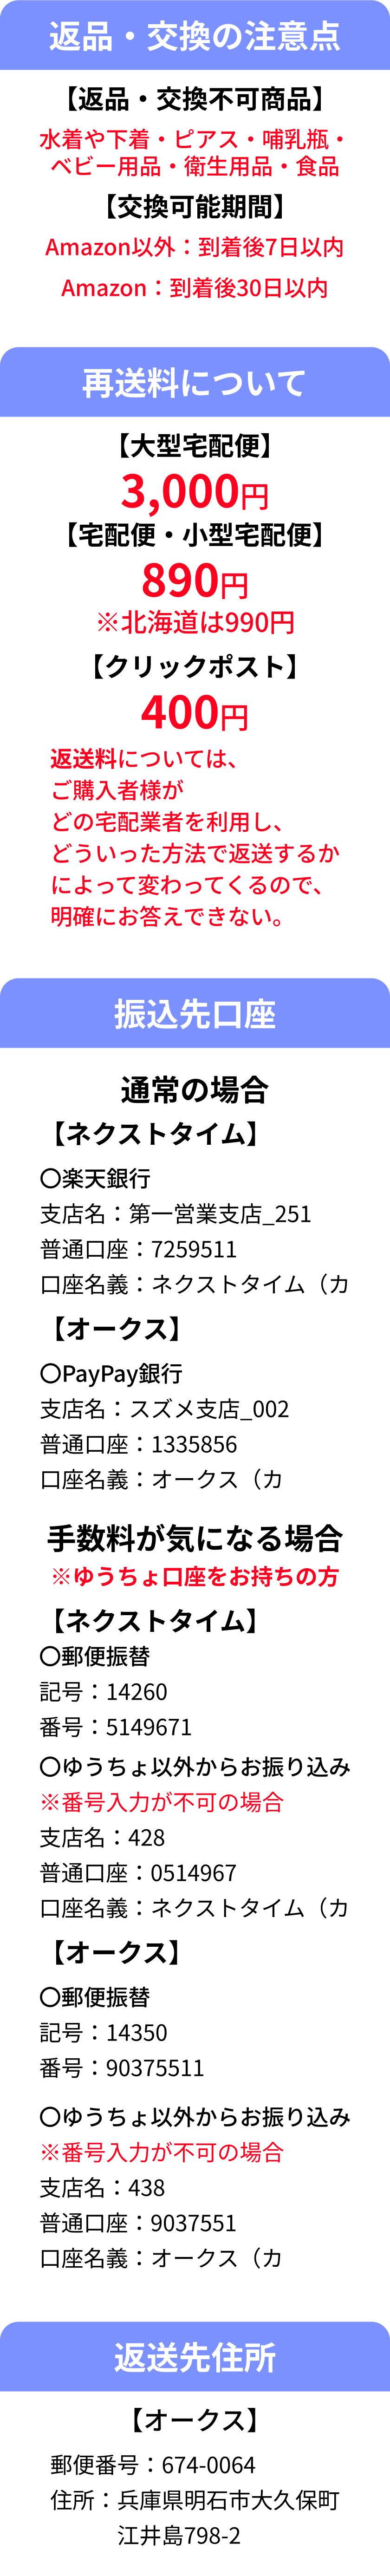 返品・交換の注意点
【返品・交換不可商品】
水着や下着・ピアス・哺乳瓶・
ベビー用品・衛生用品・食品
【交換可能期間】
Amazon以外：到着後7日以内
Amazon：到着後30日以内
再送料について
【大型宅配便】
3,000円
【宅配便・小型宅配便】
890円
※北海道は990円
【クリックポスト】
400円
返送料については、
ご購入者様が
どの宅配業者を利用し、
どういった方法で返送するか
によって変わってくるので、
明確にお答えできない。
振込先口座
通常の場合
【ネクストタイム】
〇楽天銀行
支店名：第一営業支店_251
普通口座：7259511
口座名義：ネクストタイム（カ
【オークス】
〇PayPay銀行
支店名：スズメ支店_002
普通口座：1335856
口座名義：オークス（カ
手数料が気になる場合
※ゆうちょ口座をお持ちの方
【ネクストタイム】
〇郵便振替
記号：14260
番号：5149671
〇ゆうちょ以外からお振り込み
※番号入力が不可の場合
支店名：428
普通口座：0514967
口座名義：ネクストタイム（カ
【オークス】
〇郵便振替
記号：14350
番号：90375511
〇ゆうちょ以外からお振り込み
※番号入力が不可の場合
支店名：438
普通口座：9037551
口座名義：オークス（カ
返送先住所
【オークス】
郵便番号：674-0064
住所：兵庫県明石市大久保町
江井島798-2